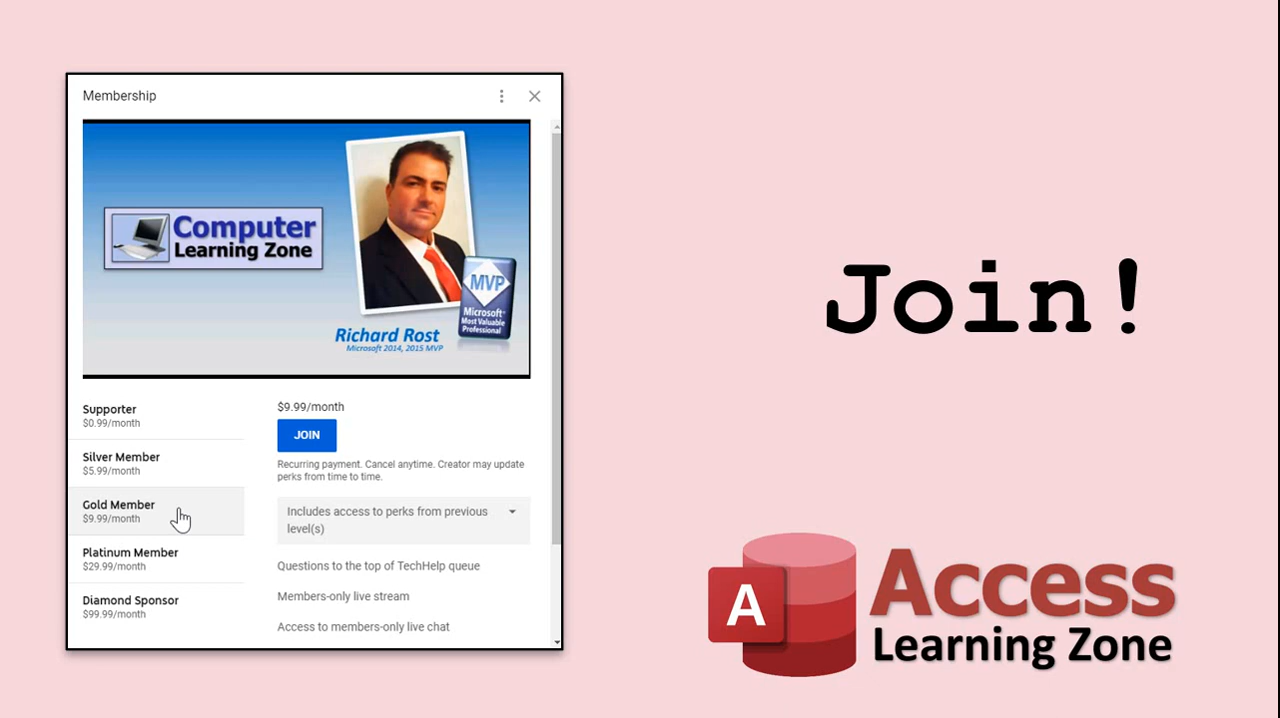 Membership
Computer
Learning Zone
MVP
Microsoft®
Most Valuable
Professional
Richard Rost
Microsoft 2014, 2015 MVP
Supporter
$0.99/month
Silver Member
$5.99/month
Gold Member
$9.99/month
Platinum Member
$29.99/month
Diamond Sponsor
$99.99/month
$9.99/month
JOIN
Recurring payment. Cancel anytime. Creator may update
perks from time to time.
Includes access to perks from previous
level(s)
Questions to the top of TechHelp queue
Members-only live stream
Access to members-only live chat
Join!
A
Access
Learning Zone